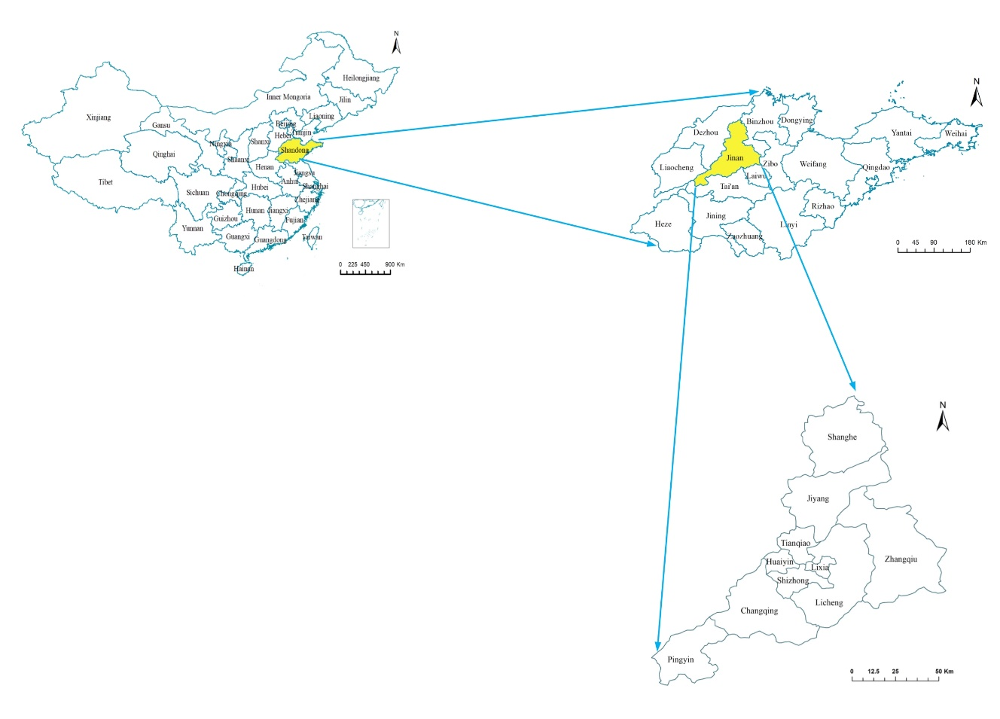 N
Heilongjiang
Inner Mongoria
Jilin
Liaoning
Xinjiang
Gansu
Beijing
Tianjin
Hebei
Ningxia
Shanxi
Shandong
Qinghai
Shaanxi
Henan
Jiangsu
Tibet
Anhui
Shanghai
Hubei
Sichuan
Chongqing
Zhejiang
Hunan
Jiangxi
Guizhou
Fujian
Yunnan
Guangxi
Guangdong
Taiwan
Hainan
0 225 450 900 Km
N
Binzhou
Dongying
Dezhou
Yantai
Weihai
Jinan
Liaocheng
Zibo
Weifang
Qingdao
Laiwu
Tai'an
Rizhao
Jining
Heze
Linyi
Zaozhuang
0 45 90 180 Km
N
Shanghe
Jiyang
Tianqiao
Huaiyin
Lixia
Zhangqiu
Shizhong
Licheng
Changqing
Pingyin
0 12.5 25 50 Km